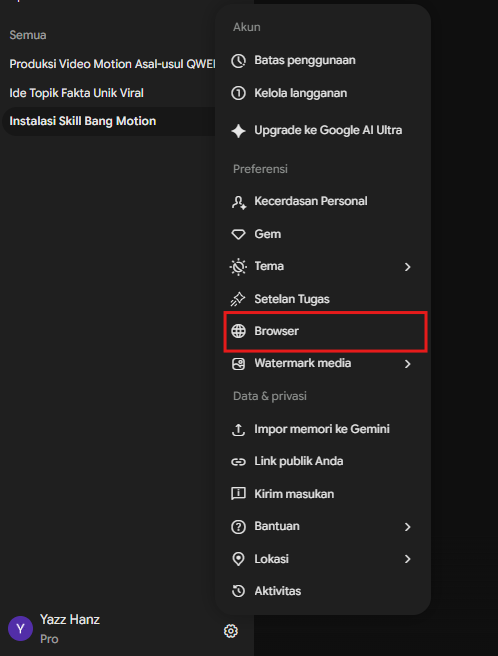 Semua
Produksi Video Motion Asal-usul QWE
Ide Topik Fakta Unik Viral
Instalasi Skill Bang Motion
Akun
Batas penggunaan
Kelola langganan
Upgrade ke Google AI Ultra
Preferensi
Kecerdasan Personal
Gem
Tema
Setelan Tugas
Browser
Watermark media
Data & privasi
Impor memori ke Gemini
Link publik Anda
Kirim masukan
Bantuan
Lokasi
Aktivitas
Y
Yazz Hanz
Pro